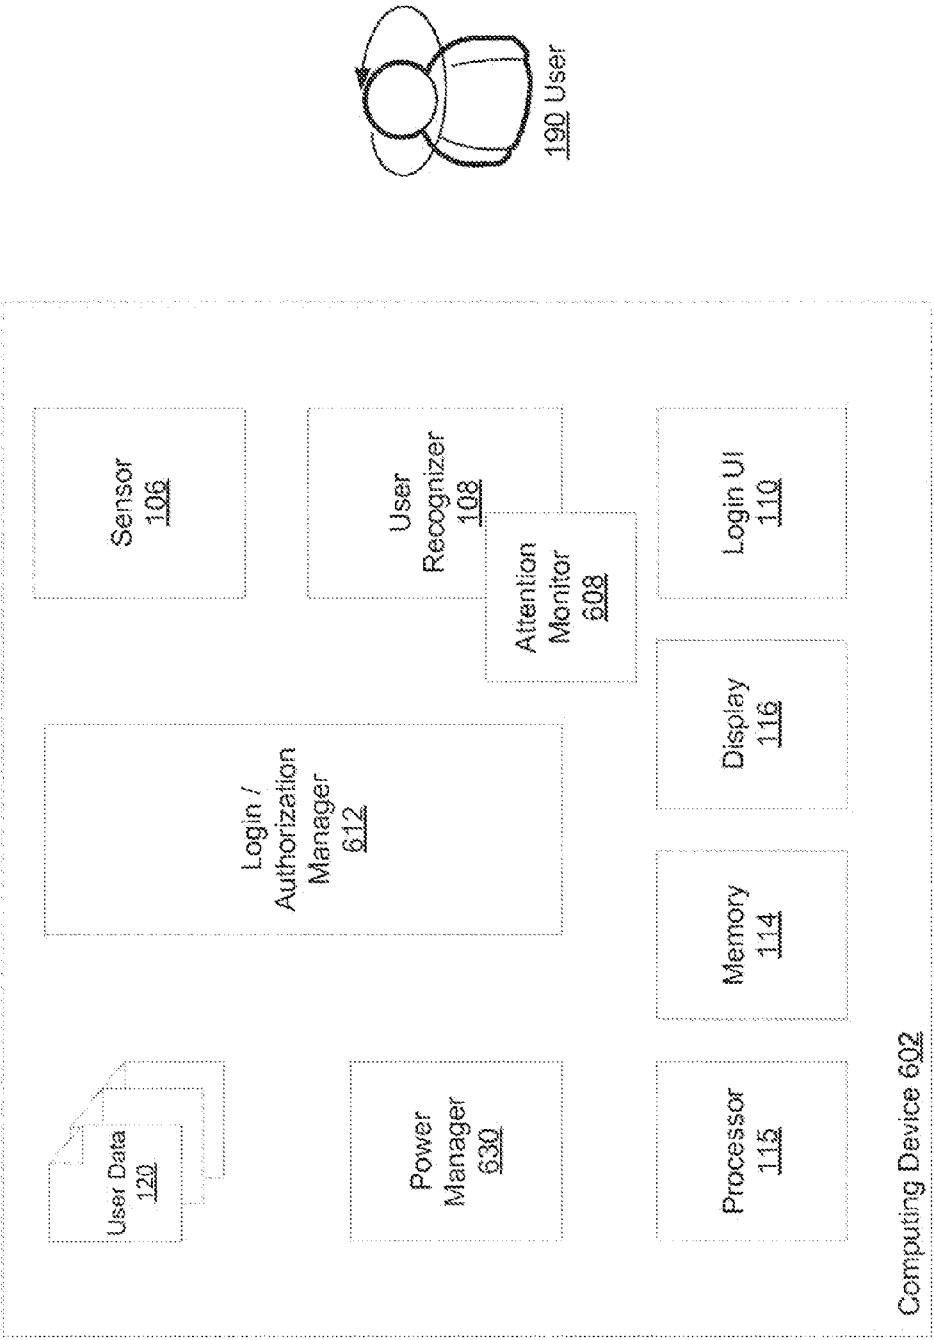 User Data
120
Login /
Authorization
Manager
612
Sensor
106
190 User
Power
Manager
630
User
Recognizer
108
Attention
Monitor
608
Processor
115
Memory
114
Display
116
Login UI
110
Computing Device 602